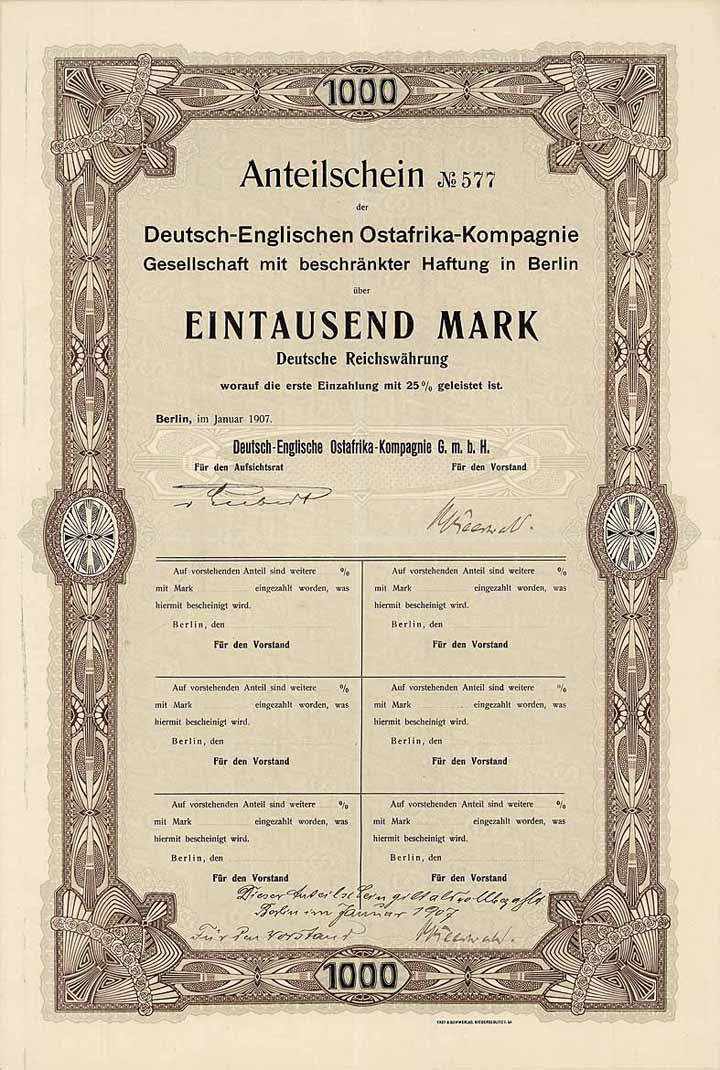 1000
Anteilschein № 577
der
Deutsch-Englischen Ostafrika-Kompagnie
Gesellschaft mit beschränkter Haftung in Berlin
über
EINTAUSEND MARK
Deutsche Reichswährung
worauf die erste Einzahlung mit 25% geleistet ist.
Berlin, im Januar 1907.
Deutsch-Englische Ostafrika-Kompagnie G. m. b. H.
Für den Aufsichtsrat Für den Vorstand
Auf vorstehenden Anteil sind weitere %
mit Mark eingezahlt worden, was
hiermit bescheinigt wird.
Berlin, den
Für den Vorstand
Auf vorstehenden Anteil sind weitere %
mit Mark eingezahlt worden, was
hiermit bescheinigt wird.
Berlin, den
Für den Vorstand
Auf vorstehenden Anteil sind weitere %
mit Mark eingezahlt worden, was
hiermit bescheinigt wird.
Berlin, den
Für den Vorstand
Auf vorstehenden Anteil sind weitere %
mit Mark eingezahlt worden, was
hiermit bescheinigt wird.
Berlin, den
Für den Vorstand
Auf vorstehenden Anteil sind weitere %
mit Mark eingezahlt worden, was
hiermit bescheinigt wird.
Berlin, den
Für den Vorstand
Auf vorstehenden Anteil sind weitere %
mit Mark eingezahlt worden, was
hiermit bescheinigt wird.
Berlin, den
Für den Vorstand
Dieser Anteilschein gilt als vollbezahlt
Berlin im Januar 1907
Für den Vorstand
1000